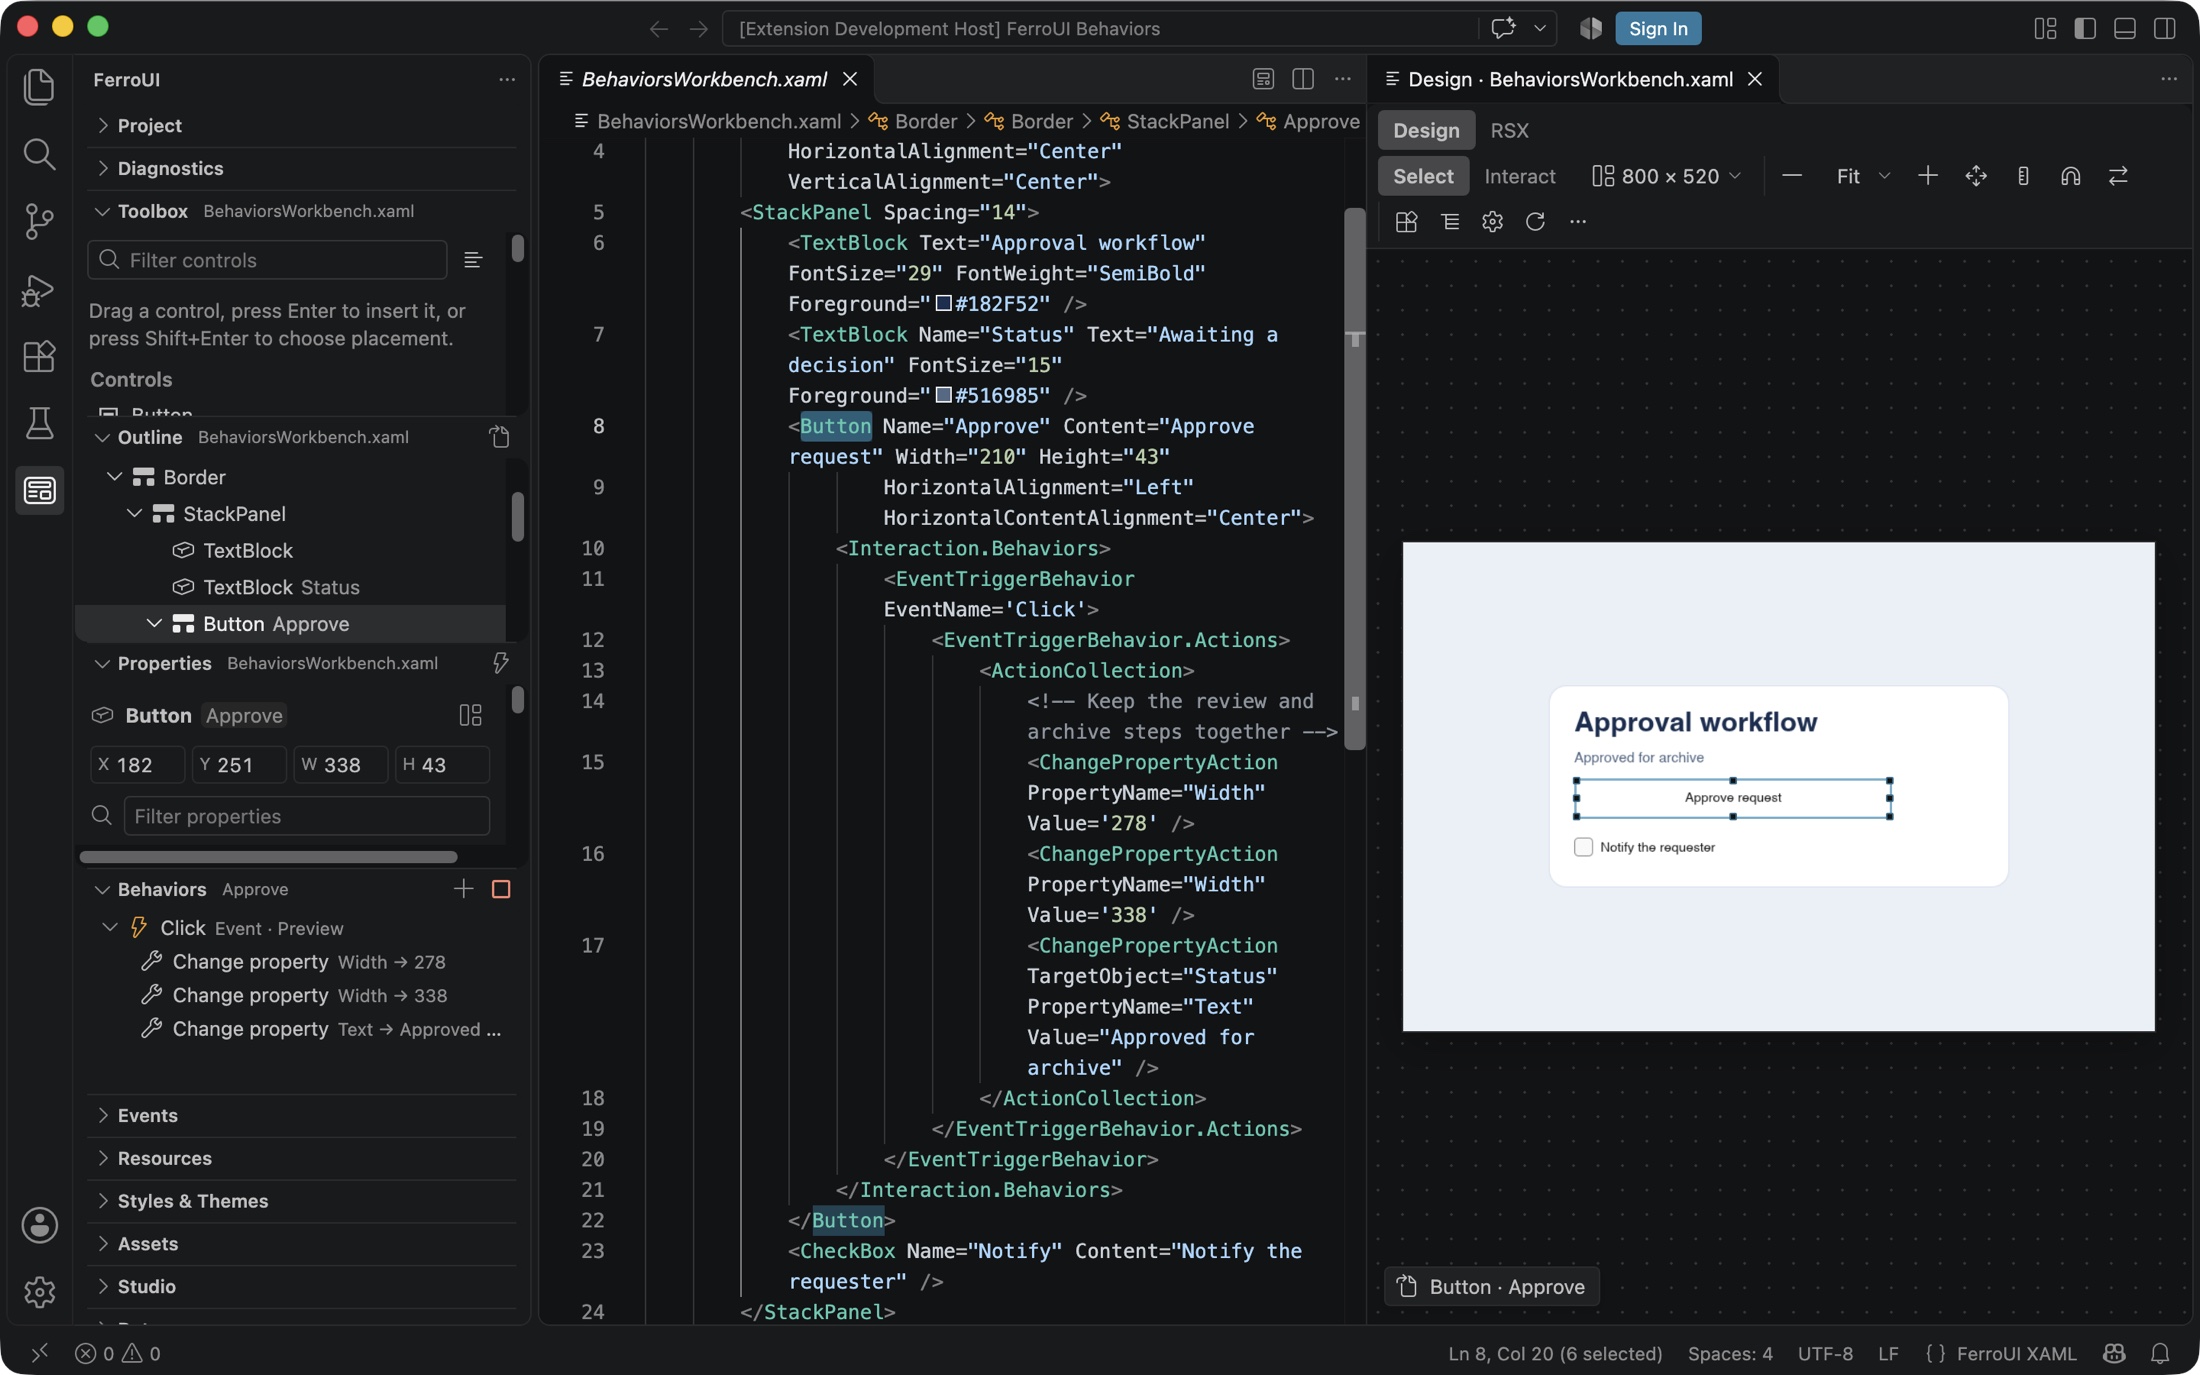 [Extension Development Host] FerroUI Behaviors
Sign In
FerroUI
Project
Diagnostics
Toolbox BehaviorsWorkbench.xaml
Filter controls
Drag a control, press Enter to insert it, or
press Shift+Enter to choose placement.
Controls
Button
Outline BehaviorsWorkbench.xaml
Border
StackPanel
TextBlock
TextBlock Status
Button Approve
Properties BehaviorsWorkbench.xaml
Button Approve
X 182 Y 251 W 338 H 43
Filter properties
Behaviors Approve
Click Event · Preview
Change property Width → 278
Change property Width → 338
Change property Text → Approved ...
Events
Resources
Styles & Themes
Assets
Studio
BehaviorsWorkbench.xaml
BehaviorsWorkbench.xaml > Border > Border > StackPanel > Approve
4 HorizontalAlignment="Center"
VerticalAlignment="Center">
5 <StackPanel Spacing="14">
6 <TextBlock Text="Approval workflow"
FontSize="29" FontWeight="SemiBold"
Foreground="#182F52" />
7 <TextBlock Name="Status" Text="Awaiting a
decision" FontSize="15"
Foreground="#516985" />
8 <Button Name="Approve" Content="Approve
request" Width="210" Height="43"
9 HorizontalAlignment="Left"
HorizontalContentAlignment="Center">
10 <Interaction.Behaviors>
11 <EventTriggerBehavior
EventName='Click'>
12 <EventTriggerBehavior.Actions>
13 <ActionCollection>
14 <!-- Keep the review and
archive steps together -->
15 <ChangePropertyAction
PropertyName="Width"
Value='278' />
16 <ChangePropertyAction
PropertyName="Width"
Value='338' />
17 <ChangePropertyAction
TargetObject="Status"
PropertyName="Text"
Value="Approved for
archive" />
18 </ActionCollection>
19 </EventTriggerBehavior.Actions>
20 </EventTriggerBehavior>
21 </Interaction.Behaviors>
22 </Button>
23 <CheckBox Name="Notify" Content="Notify the
requester" />
24 </StackPanel>
Design · BehaviorsWorkbench.xaml
Design RSX
Select Interact 800 × 520 Fit
Approval workflow
Approved for archive
Approve request
Notify the requester
Button · Approve
0 0
Ln 8, Col 20 (6 selected) Spaces: 4 UTF-8 LF {} FerroUI XAML